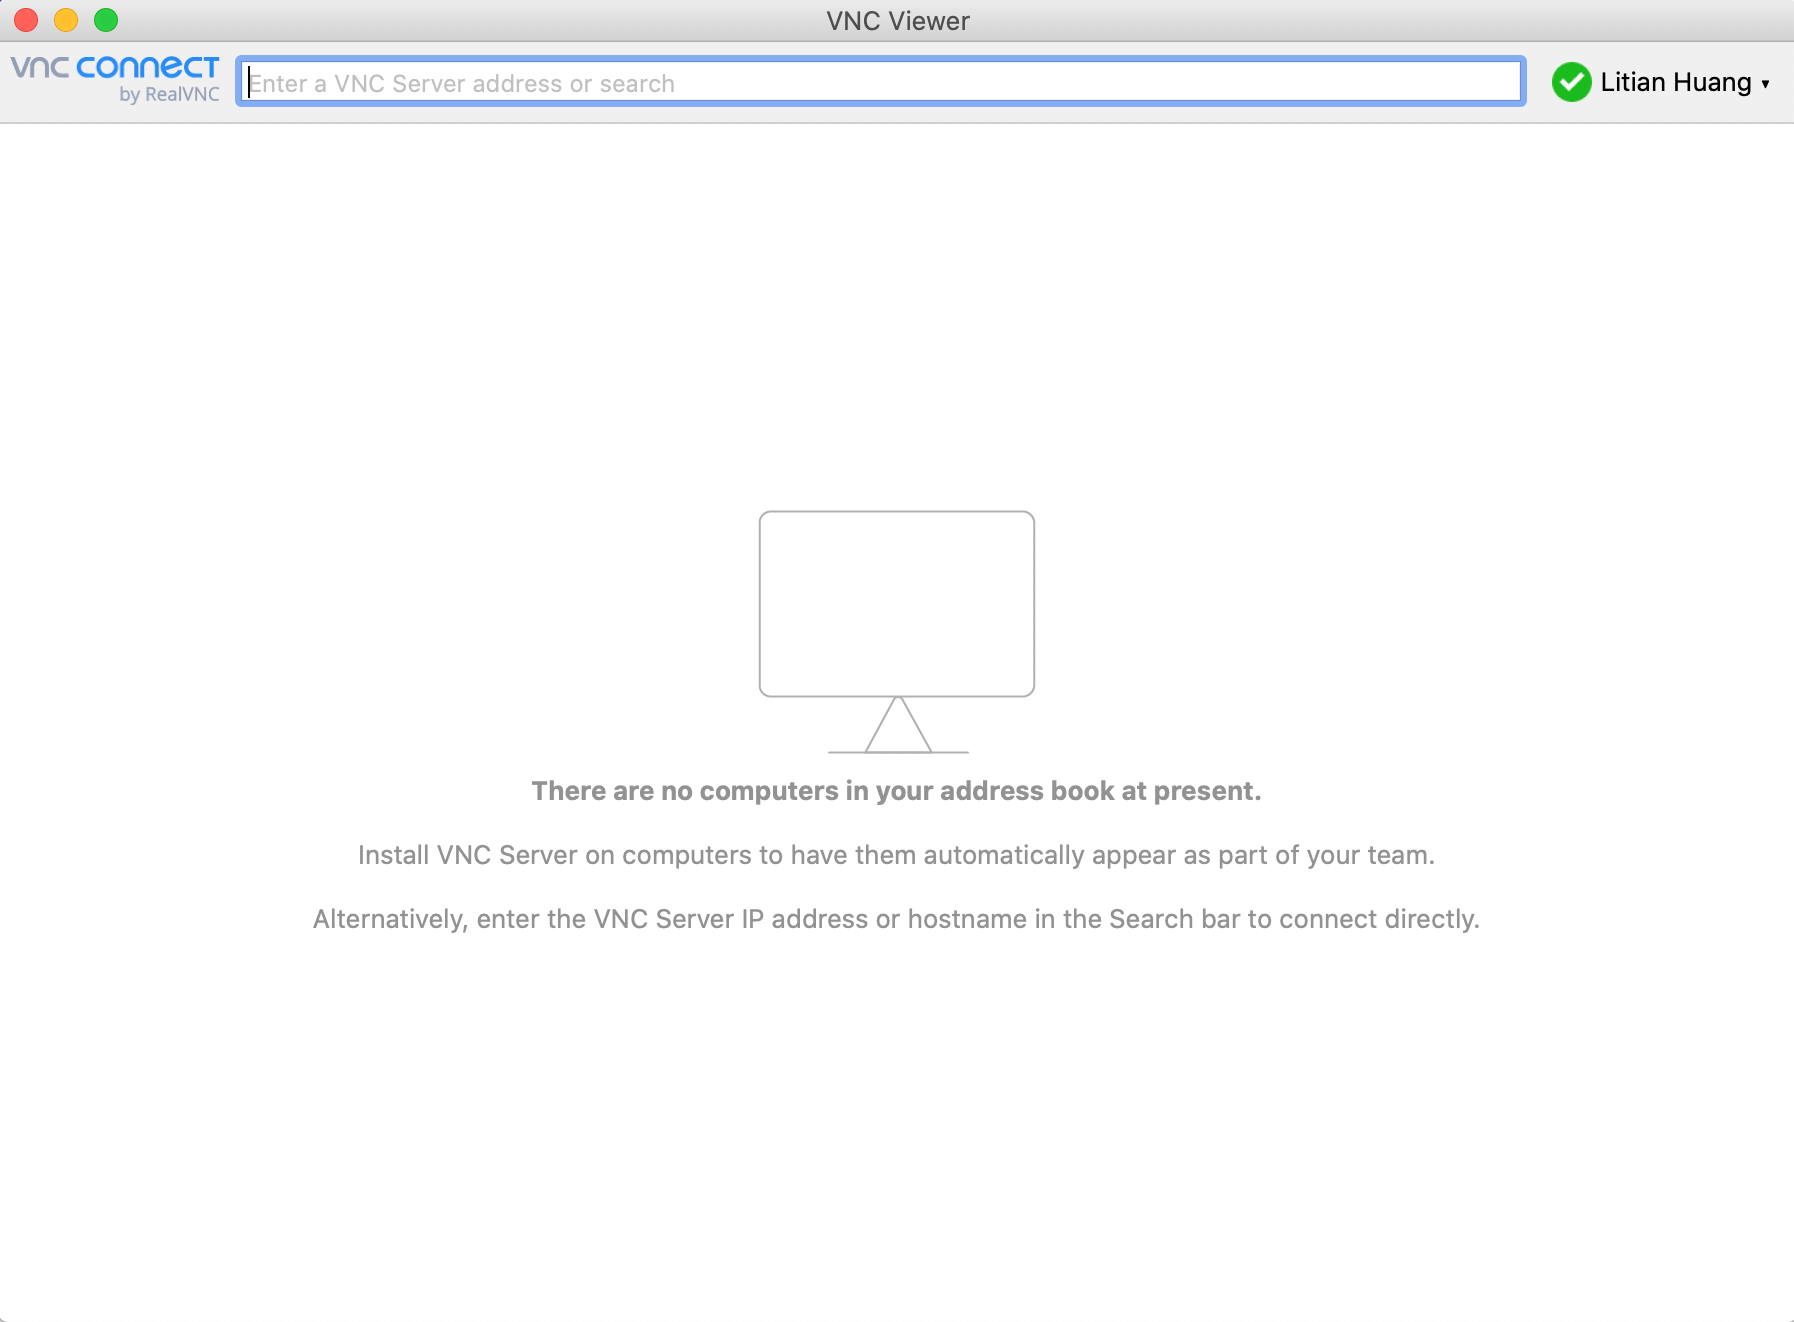 VNC Viewer
vnc connect
by RealVNC
Enter a VNC Server address or search
Litian Huang
There are no computers in your address book at present.
Install VNC Server on computers to have them automatically appear as part of your team.
Alternatively, enter the VNC Server IP address or hostname in the Search bar to connect directly.